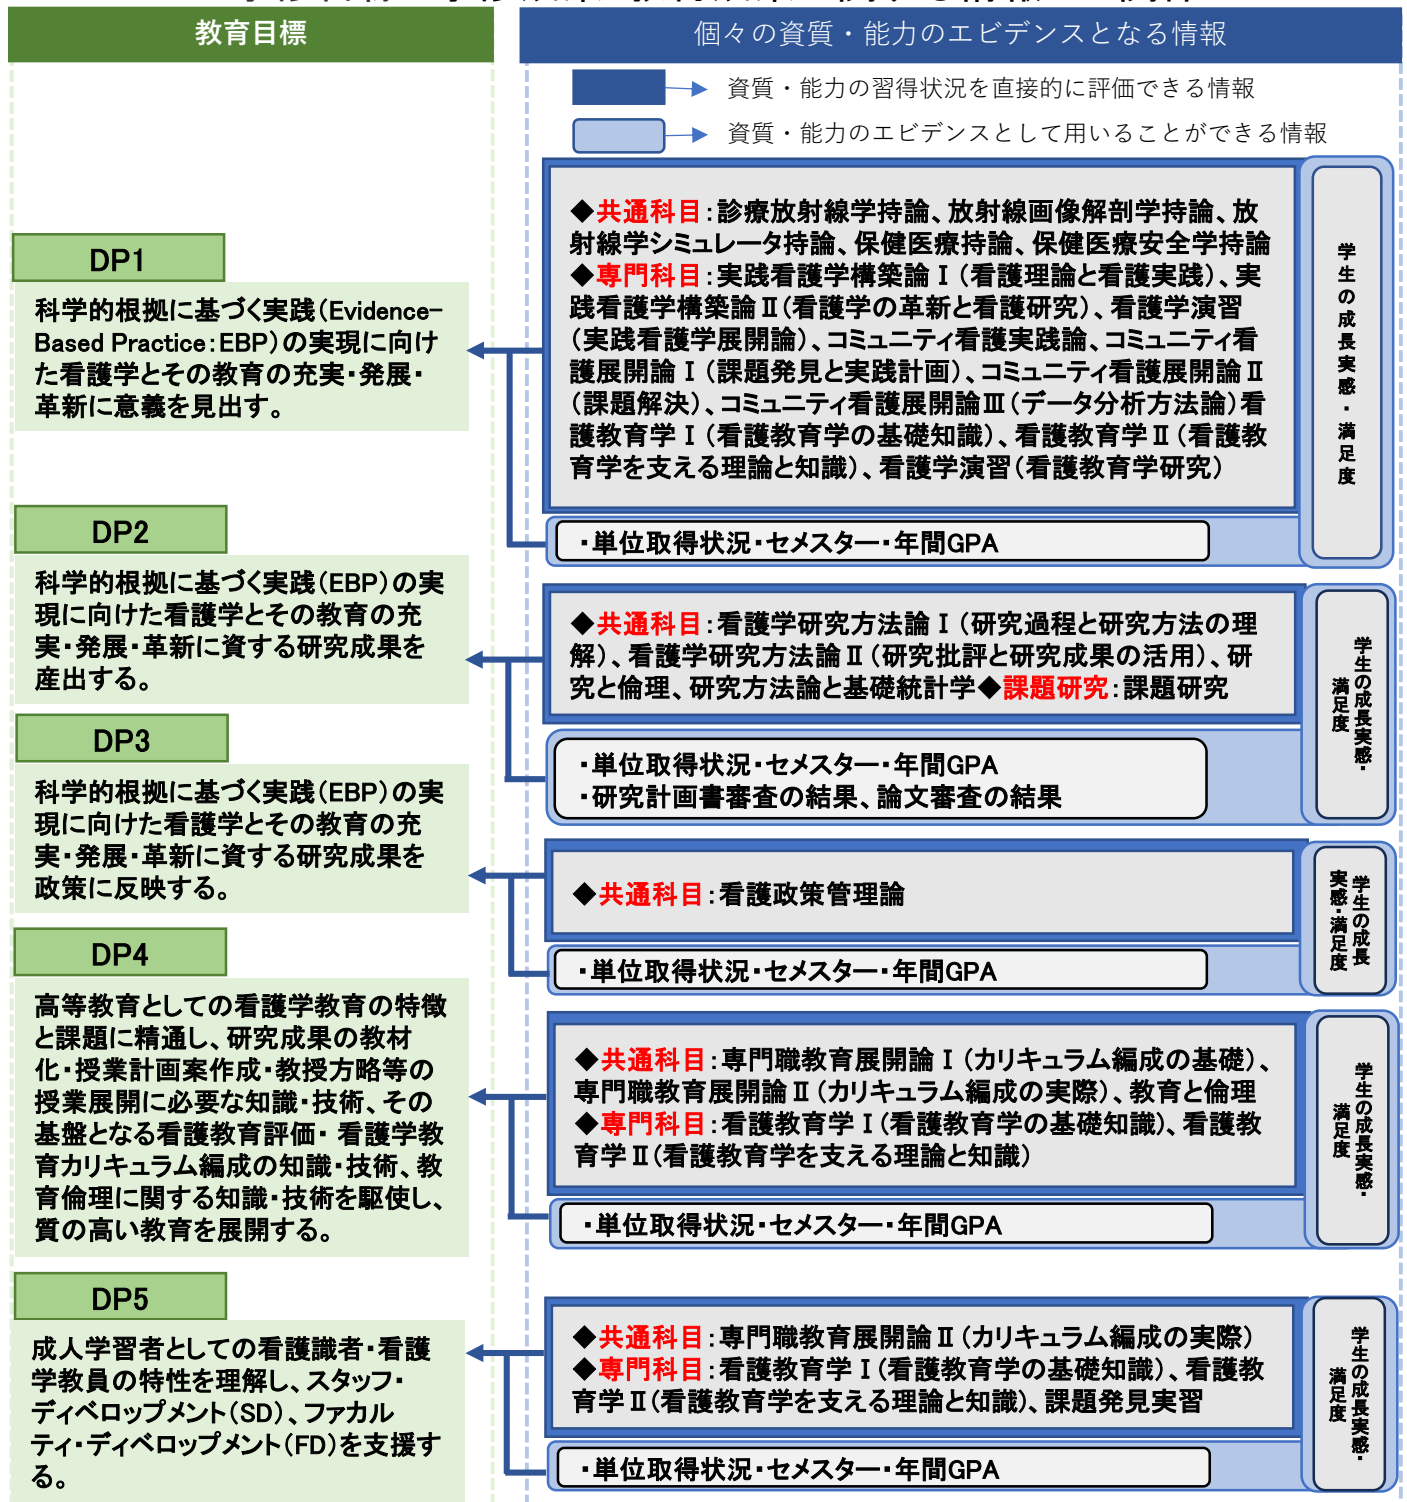 教育目標
個々の資質・能力のエビデンスとなる情報
資質・能力の習得状況を直接的に評価できる情報
資質・能力のエビデンスとして用いることができる情報
DP1
科学的根拠に基づく実践(Evidence-
Based Practice:EBP)の実現に向け
た看護学とその教育の充実・発展・
革新に意義を見出す。
◆共通科目:診療放射線学持論、放射線画像解剖学持論、放
射線学シミュレータ持論、保健医療持論、保健医療安全学持論
◆専門科目:実践看護学構築論Ⅰ(看護理論と看護実践)、実
践看護学構築論Ⅱ(看護学の革新と看護研究)、看護学演習
(実践看護学展開論)、コミュニティ看護実践論、コミュニティ看
護展開論Ⅰ(課題発見と実践計画)、コミュニティ看護展開論Ⅱ
(課題解決)、コミュニティ看護展開論Ⅲ(データ分析方法論)看
護教育学Ⅰ(看護教育学の基礎知識)、看護教育学Ⅱ(看護教
育学を支える理論と知識)、看護学演習(看護教育学研究)
・単位取得状況・セメスター・年間GPA
学生の成長実感・満足度
DP2
科学的根拠に基づく実践(EBP)の実
現に向けた看護学とその教育の充
実・発展・革新に資する研究成果を
産出する。
◆共通科目:看護学研究方法論Ⅰ(研究過程と研究方法の理
解)、看護学研究方法論Ⅱ(研究批評と研究成果の活用)、研
究と倫理、研究方法論と基礎統計学◆課題研究:課題研究
・単位取得状況・セメスター・年間GPA
・研究計画書審査の結果、論文審査の結果
学生の成長実感・
満足度
DP3
科学的根拠に基づく実践(EBP)の実
現に向けた看護学とその教育の充
実・発展・革新に資する研究成果を
政策に反映する。
◆共通科目:看護政策管理論
・単位取得状況・セメスター・年間GPA
学生の成長
実感・満足度
DP4
高等教育としての看護学教育の特徴
と課題に精通し、研究成果の教材
化・授業計画案作成・教授方略等の
授業展開に必要な知識・技術、その
基盤となる看護教育評価・ 看護学教
育カリキュラム編成の知識・技術、教
育倫理に関する知識・技術を駆使し、
質の高い教育を展開する。
◆共通科目:専門職教育展開論Ⅰ(カリキュラム編成の基礎)、
専門職教育展開論Ⅱ(カリキュラム編成の実際)、教育と倫理
◆専門科目:看護教育学Ⅰ(看護教育学の基礎知識)、看護教
育学Ⅱ(看護教育学を支える理論と知識)
・単位取得状況・セメスター・年間GPA
学生の成長実感・
満足度
DP5
成人学習者としての看護識者・看護
学教員の特性を理解し、スタッフ・
ディベロップメント(SD)、ファカル
ティ・ディベロップメント(FD)を支援す
る。
◆共通科目:専門職教育展開論Ⅱ(カリキュラム編成の実際)
◆専門科目:看護教育学Ⅰ(看護教育学の基礎知識)、看護教
育学Ⅱ(看護教育学を支える理論と知識)、課題発見実習
・単位取得状況・セメスター・年間GPA
学生の成長実感・
満足度